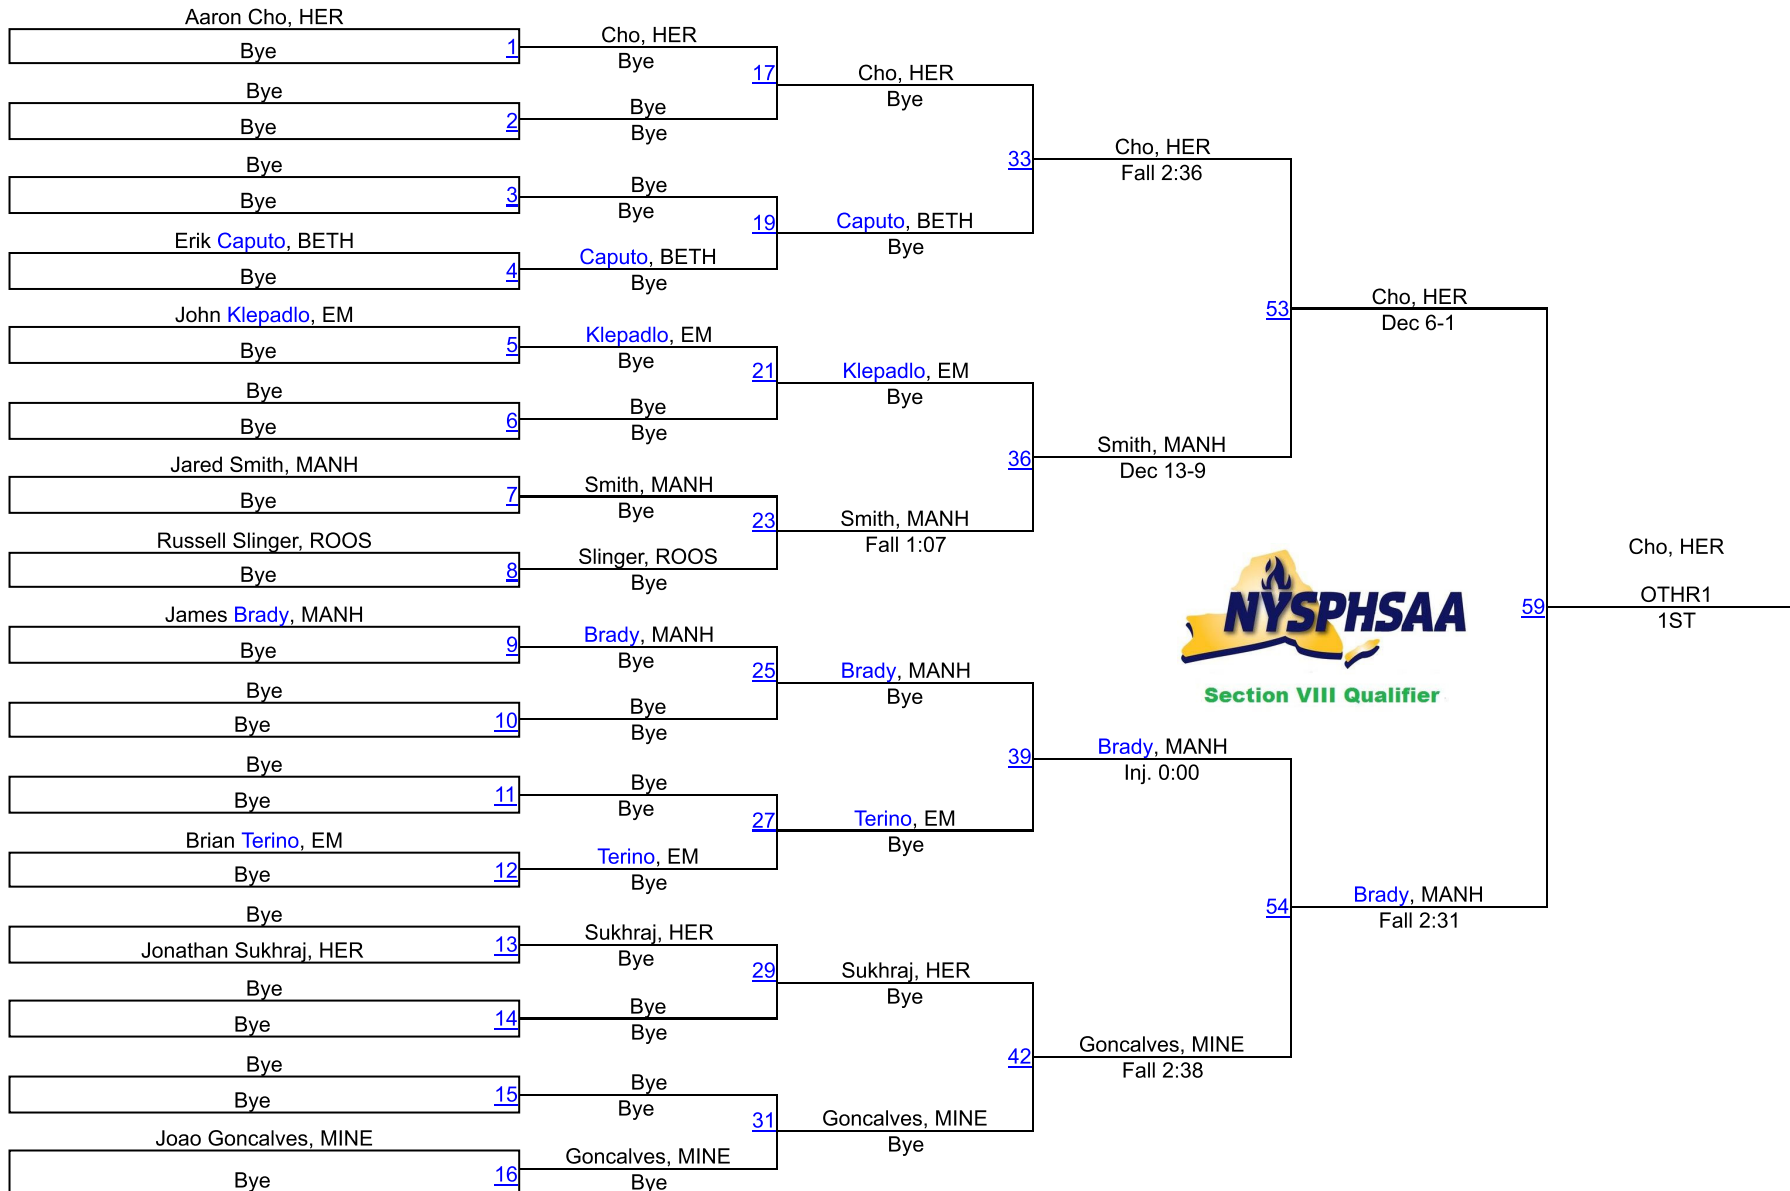 Aaron Cho, HER
Bye
1
Bye
Bye
2
Bye
Bye
3
Erik Caputo, BETH
Bye
4
John Klepadlo, EM
Bye
5
Bye
Bye
6
Jared Smith, MANH
Bye
7
Russell Slinger, ROOS
Bye
8
James Brady, MANH
Bye
9
Bye
Bye
10
Bye
Bye
11
Brian Terino, EM
Bye
12
Bye
Jonathan Sukhraj, HER
13
Bye
Bye
14
Bye
Bye
15
Joao Goncalves, MINE
Bye
16
Cho, HER
Bye
17
Bye
Bye
Bye
Bye
19
Caputo, BETH
Bye
Klepadlo, EM
Bye
21
Bye
Bye
Smith, MANH
Bye
23
Slinger, ROOS
Bye
Brady, MANH
Bye
25
Bye
Bye
Bye
Bye
27
Terino, EM
Bye
Sukhraj, HER
Bye
29
Bye
Bye
Bye
Bye
31
Goncalves, MINE
Bye
Cho, HER
Bye
33
Caputo, BETH
Bye
Klepadlo, EM
Bye
36
Smith, MANH
Fall 1:07
Brady, MANH
Bye
39
Terino, EM
Bye
Sukhraj, HER
Bye
42
Goncalves, MINE
Bye
Cho, HER
Fall 2:36
53
Smith, MANH
Dec 13-9
NYSPHSAA
Section VIII Qualifier
Brady, MANH
Inj. 0:00
54
Goncalves, MINE
Fall 2:38
Cho, HER
Dec 6-1
59
Brady, MANH
Fall 2:31
Cho, HER
OTHR1
1ST